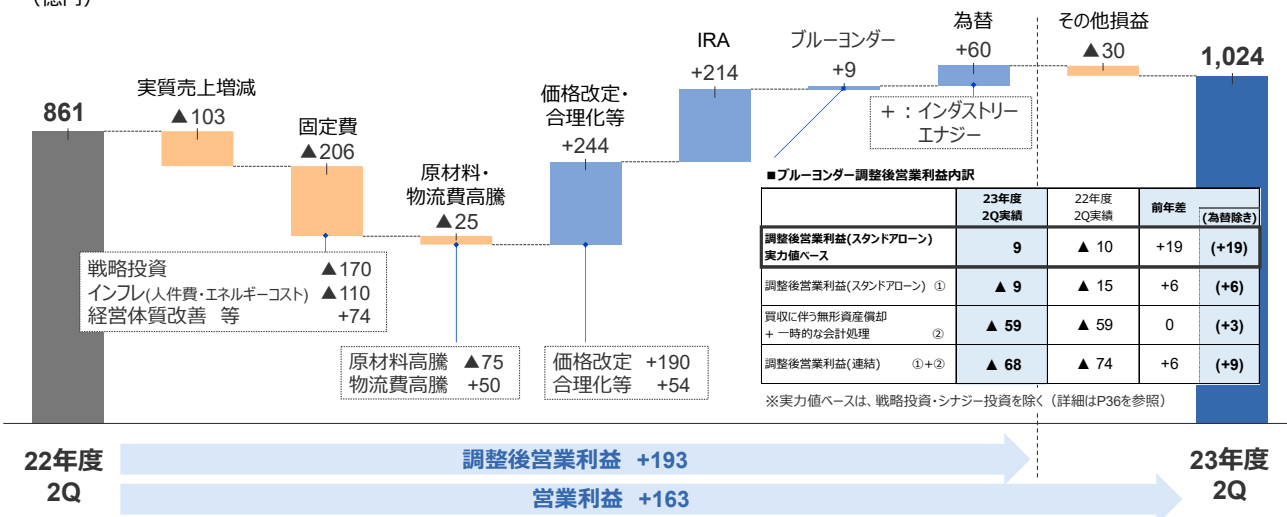 （億円）
861
実質売上増減
▲103
固定費
▲206
戦略投資 ▲170
インフレ(人件費・エネルギーコスト) ▲110
経営体質改善 等 +74
原材料・
物流費高騰
▲25
原材料高騰 ▲75
物流費高騰 +50
価格改定・
合理化等
+244
価格改定 +190
合理化等 +54
IRA
+214
ブルーヨンダー
+9
為替
+60
+ ：インダストリー
エナジー
その他損益
▲30
1,024
■ブルーヨンダー調整後営業利益内訳
23年度 22年度 前年差
2Q実績 2Q実績 (為替除き)
調整後営業利益(スタンドアローン)
実力値ベース 9 ▲ 10 +19 (+19)
調整後営業利益(スタンドアローン) ① ▲ 9 ▲ 15 +6 (+6)
買収に伴う無形資産償却
+ 一時的な会計処理 ② ▲ 59 ▲ 59 0 (+3)
調整後営業利益(連結) ①+② ▲ 68 ▲ 74 +6 (+9)
※実力値ベースは、戦略投資・シナジー投資を除く（詳細はP36を参照）
22年度
2Q
調整後営業利益 +193
営業利益 +163
23年度
2Q